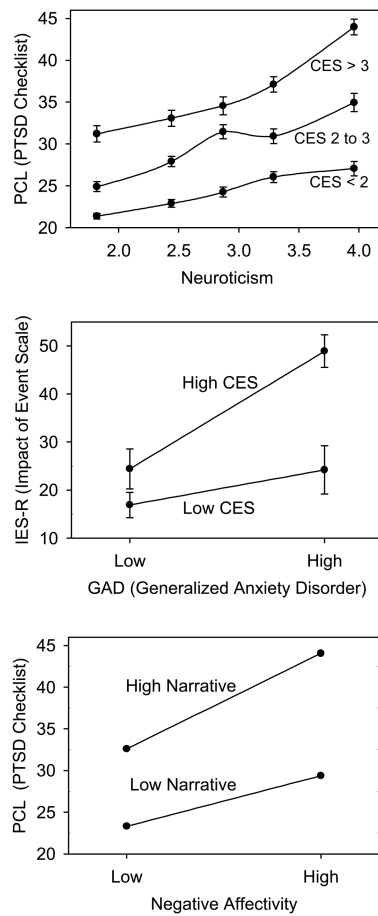 PCL (PTSD Checklist)
45
40
35
30
25
20
CES > 3
CES 2 to 3
CES < 2
2.0 2.5 3.0 3.5 4.0
Neuroticism
IES-R (Impact of Event Scale)
50
40
30
20
10
High CES
Low CES
Low High
GAD (Generalized Anxiety Disorder)
PCL (PTSD Checklist)
45
40
35
30
25
20
High Narrative
Low Narrative
Low High
Negative Affectivity